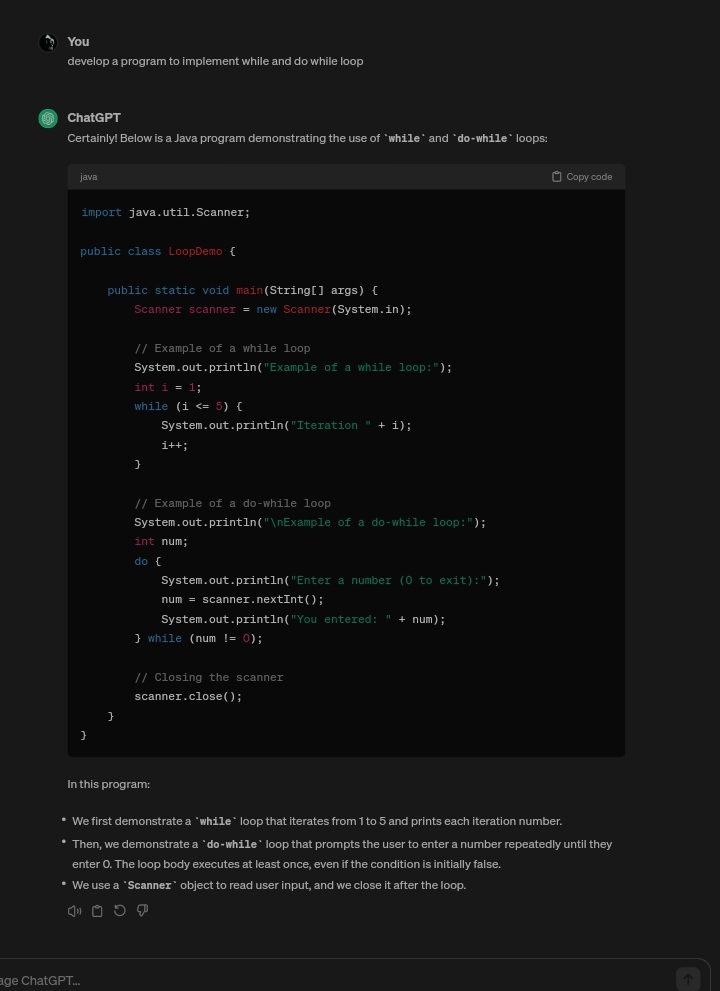 You
develop a program to implement while and do while loop
ChatGPT
Certainly! Below is a Java program demonstrating the use of `while` and `do-while` loops:
java
Copy code
import java.util.Scanner;
public class LoopDemo {
    public static void main(String[] args) {
        Scanner scanner = new Scanner(System.in);
        // Example of a while loop
        System.out.println("Example of a while loop:");
        int i = 1;
        while (i <= 5) {
            System.out.println("Iteration " + i);
            i++;
        }
        // Example of a do-while loop
        System.out.println("\nExample of a do-while loop:");
        int num;
        do {
            System.out.println("Enter a number (0 to exit):");
            num = scanner.nextInt();
            System.out.println("You entered: " + num);
        } while (num != 0);
        // Closing the scanner
        scanner.close();
    }
}
In this program:
• We first demonstrate a `while` loop that iterates from 1 to 5 and prints each iteration number.
• Then, we demonstrate a `do-while` loop that prompts the user to enter a number repeatedly until they
enter 0. The loop body executes at least once, even if the condition is initially false.
• We use a `Scanner` object to read user input, and we close it after the loop.
age ChatGPT...